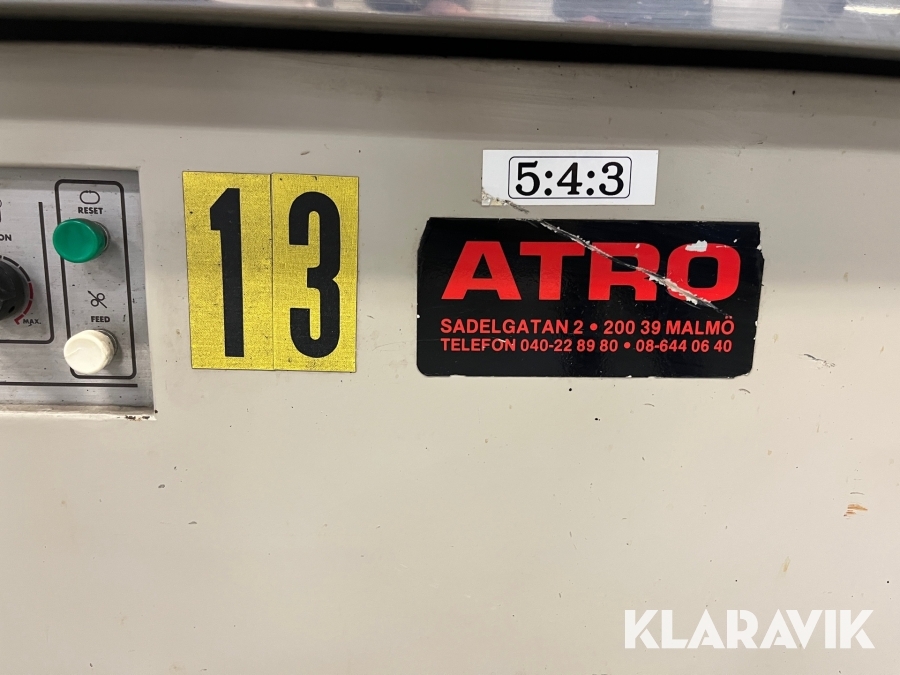 5:4:3
13
ATRO
SADELGATAN 2 • 200 39 MALMÖ
TELEFON 040-22 89 80 • 08-644 06 40
RESET
FEED
MAX.
KLARAVIK